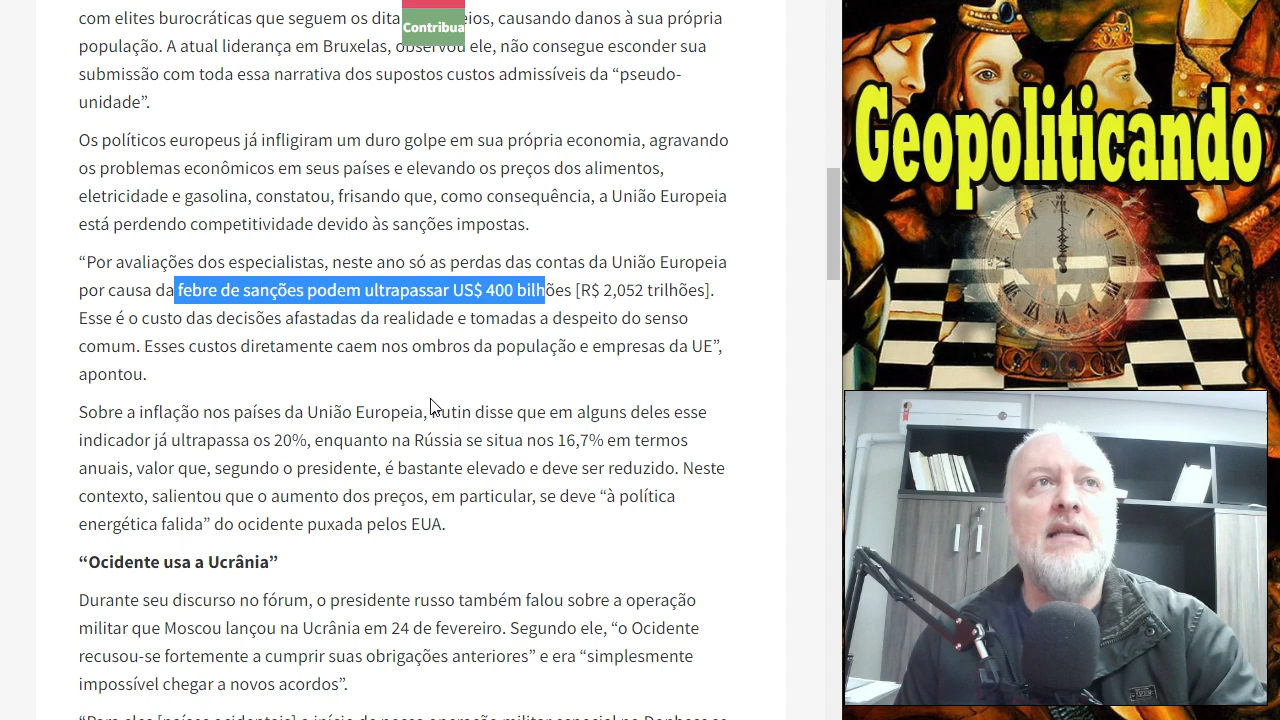 com elites burocráticas que seguem os dita eios, causando danos à sua própria
Contribua
população. A atual liderança em Bruxelas, observou ele, não consegue esconder sua
submissão com toda essa narrativa dos supostos custos admissíveis da “pseudo-
unidade”.
Os políticos europeus já infligiram um duro golpe em sua própria economia, agravando
os problemas econômicos em seus países e elevando os preços dos alimentos,
eletricidade e gasolina, constatou, frisando que, como consequência, a União Europeia
está perdendo competitividade devido às sanções impostas.
“Por avaliações dos especialistas, neste ano só as perdas das contas da União Europeia
por causa da febre de sanções podem ultrapassar US$ 400 bilhões [R$ 2,052 trilhões].
Esse é o custo das decisões afastadas da realidade e tomadas a despeito do senso
comum. Esses custos diretamente caem nos ombros da população e empresas da UE”,
apontou.
Sobre a inflação nos países da União Europeia, Putin disse que em alguns deles esse
indicador já ultrapassa os 20%, enquanto na Rússia se situa nos 16,7% em termos
anuais, valor que, segundo o presidente, é bastante elevado e deve ser reduzido. Neste
contexto, salientou que o aumento dos preços, em particular, se deve “à política
energética falida” do ocidente puxada pelos EUA.
“Ocidente usa a Ucrânia”
Durante seu discurso no fórum, o presidente russo também falou sobre a operação
militar que Moscou lançou na Ucrânia em 24 de fevereiro. Segundo ele, “o Ocidente
recusou-se fortemente a cumprir suas obrigações anteriores” e era “simplesmente
impossível chegar a novos acordos”.
Geopoliticando